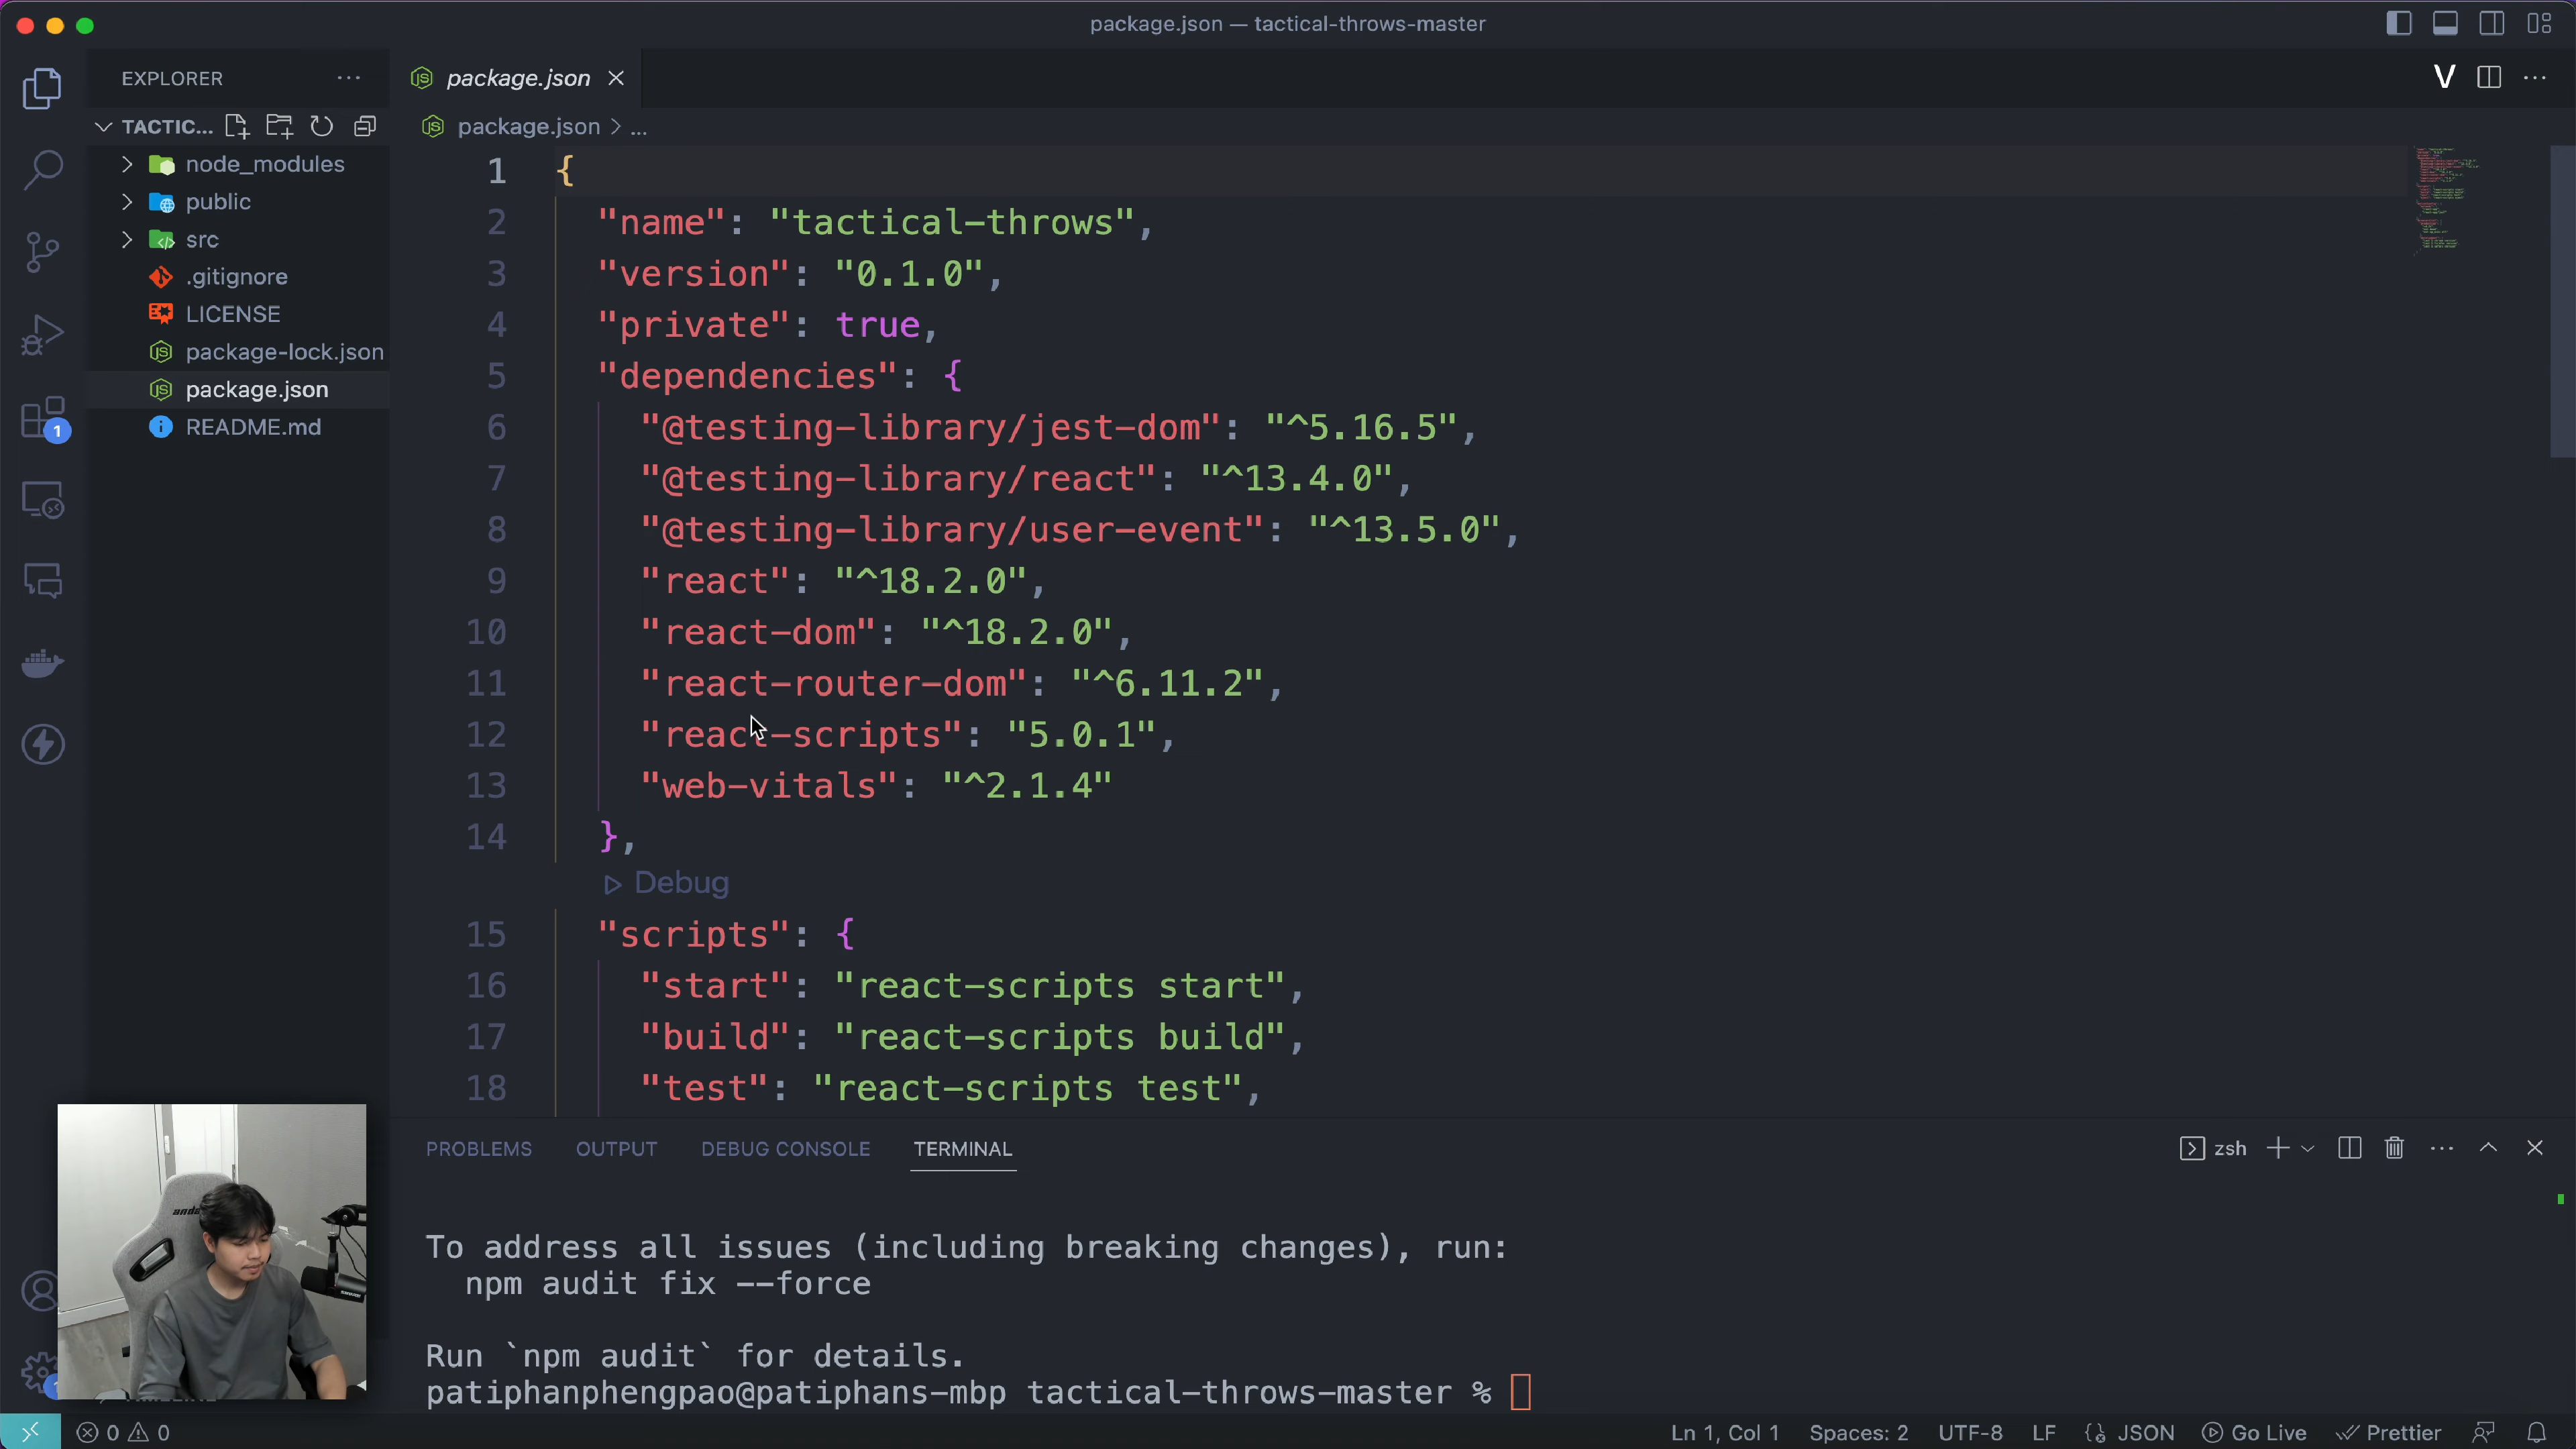 package.json — tactical-throws-master
EXPLORER
TACTIC...
node_modules
public
src
.gitignore
LICENSE
package-lock.json
package.json
README.md
1
package.json
V
package.json > ...
1 {
2 "name": "tactical-throws",
3 "version": "0.1.0",
4 "private": true,
5 "dependencies": {
6 "@testing-library/jest-dom": "^5.16.5",
7 "@testing-library/react": "^13.4.0",
8 "@testing-library/user-event": "^13.5.0",
9 "react": "^18.2.0",
10 "react-dom": "^18.2.0",
11 "react-router-dom": "^6.11.2",
12 "react-scripts": "5.0.1",
13 "web-vitals": "^2.1.4"
14 },
Debug
15 "scripts": {
16 "start": "react-scripts start",
17 "build": "react-scripts build",
18 "test": "react-scripts test",
PROBLEMS OUTPUT DEBUG CONSOLE TERMINAL
zsh
To address all issues (including breaking changes), run:
npm audit fix --force
Run `npm audit` for details.
patiphanphengpao@patiphans-mbp tactical-throws-master %
0 0
Ln 1, Col 1 Spaces: 2 UTF-8 LF JSON Go Live Prettier